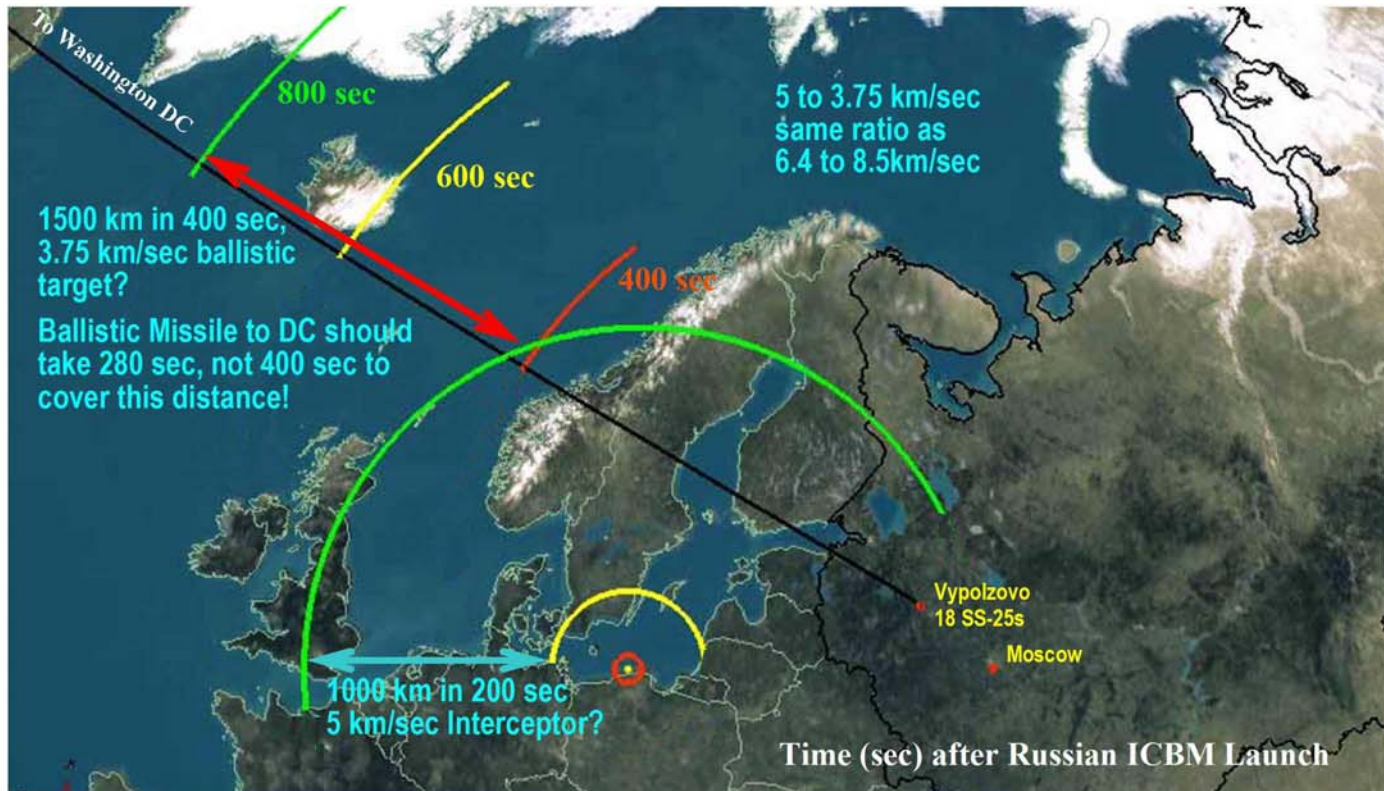 To Washington DC
800 sec
600 sec
400 sec
5 to 3.75 km/sec
same ratio as
6.4 to 8.5km/sec
1500 km in 400 sec,
3.75 km/sec ballistic
target?
Ballistic Missile to DC should
take 280 sec, not 400 sec to
cover this distance!
Vypolzovo
18 SS-25s
Moscow
1000 km in 200 sec
5 km/sec Interceptor?
Time (sec) after Russian ICBM Launch